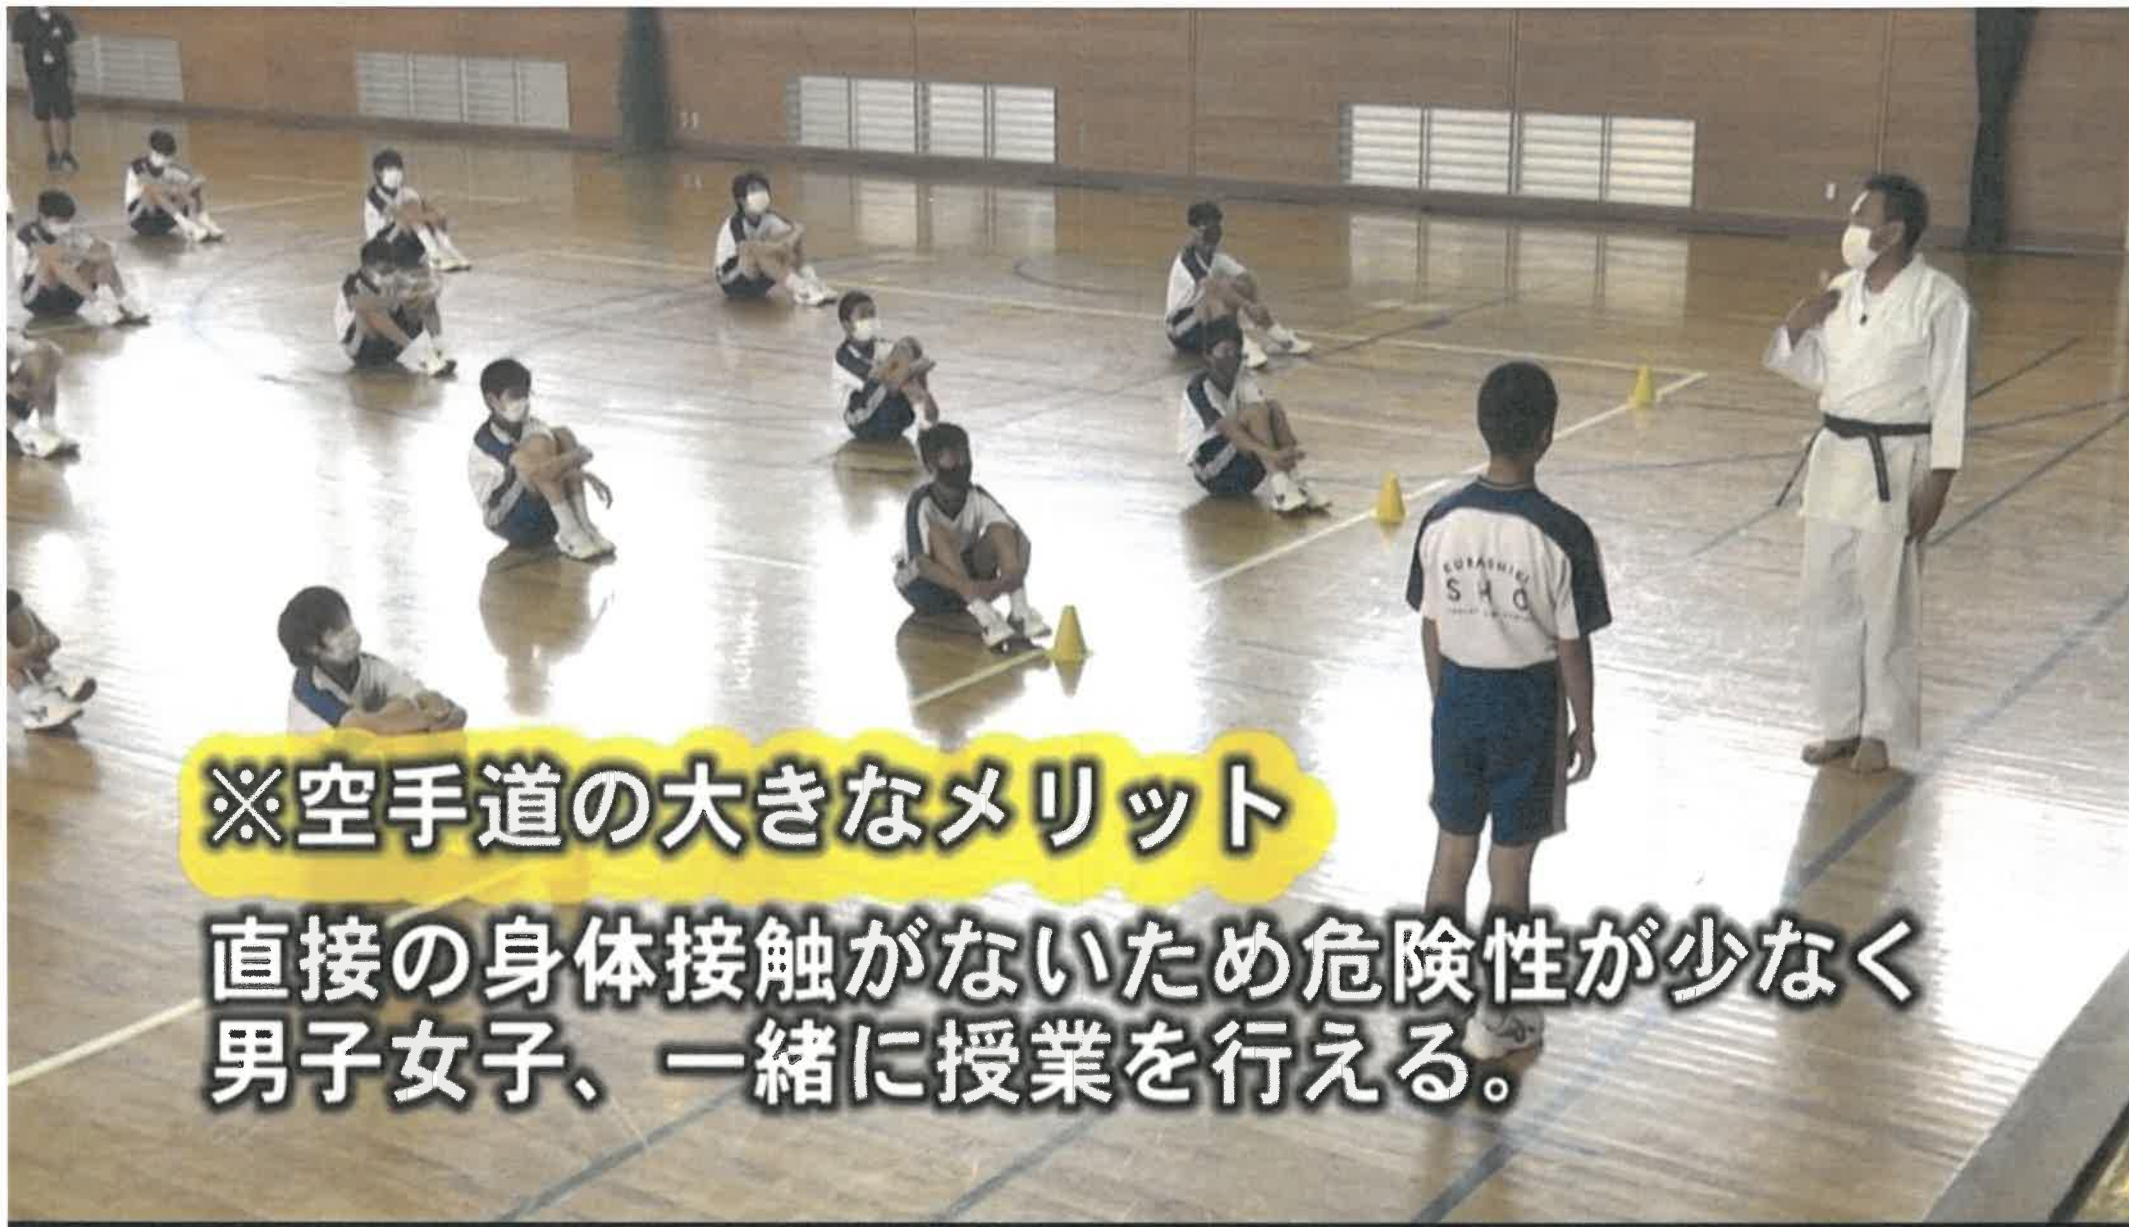 KURASHIKI
SHO
※空手道の大きなメリット
直接の身体接触がないため危険性が少なく
男子女子、一緒に授業を行える。